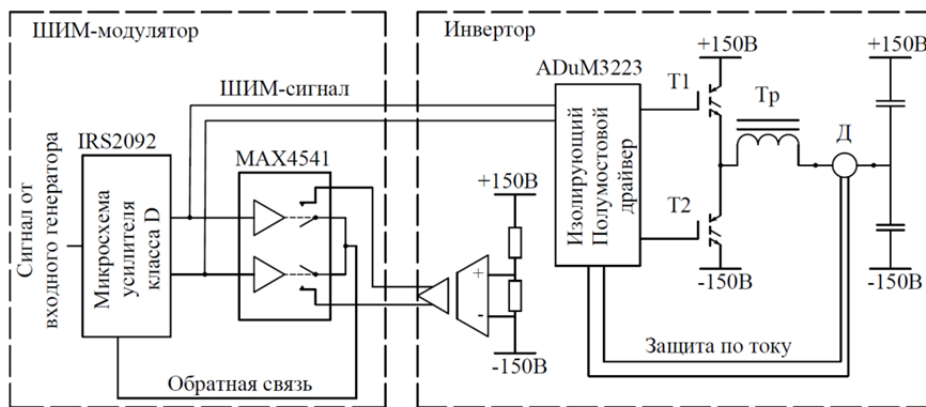 ШИМ-модулятор
Инвертор
+150В
+150В
ADuM3223
ШИМ-сигнал
T1
Тр
IRS2092
MAX4541
Д
Сигнал от
входного генератора
Микросхема
усилителя
класса D
+150В
Изолирующий
Полумостовой
драйвер
T2
+
-
-150В
-150В
-150В
Защита по току
Обратная связь